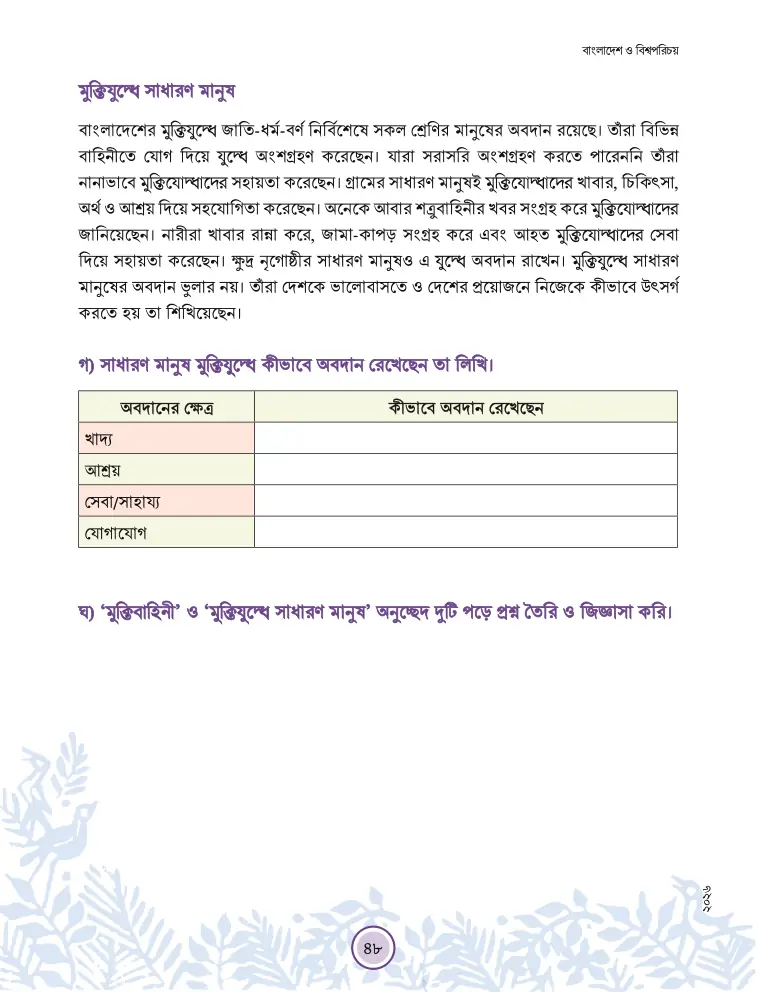 বাংলাদেশ ও বিশ্বপরিচয়
মুক্তিযুদ্ধে সাধারণ মানুষ
বাংলাদেশের মুক্তিযুদ্ধে জাতি-ধর্ম-বর্ণ নির্বিশেষে সকল শ্রেণির মানুষের অবদান রয়েছে। তাঁরা বিভিন্ন
বাহিনীতে যোগ দিয়ে যুদ্ধে অংশগ্রহণ করেছেন। যারা সরাসরি অংশগ্রহণ করতে পারেননি তাঁরা
নানাভাবে মুক্তিযোদ্ধাদের সহায়তা করেছেন। গ্রামের সাধারণ মানুষই মুক্তিযোদ্ধাদের খাবার, চিকিৎসা,
অর্থ ও আশ্রয় দিয়ে সহযোগিতা করেছেন। অনেকে আবার শত্রুবাহিনীর খবর সংগ্রহ করে মুক্তিযোদ্ধাদের
জানিয়েছেন। নারীরা খাবার রান্না করে, জামা-কাপড় সংগ্রহ করে এবং আহত মুক্তিযোদ্ধাদের সেবা
দিয়ে সহায়তা করেছেন। ক্ষুদ্র নৃগোষ্ঠীর সাধারণ মানুষও এ যুদ্ধে অবদান রাখেন। মুক্তিযুদ্ধে সাধারণ
মানুষের অবদান ভুলার নয়। তাঁরা দেশকে ভালোবাসতে ও দেশের প্রয়োজনে নিজেকে কীভাবে উৎসর্গ
করতে হয় তা শিখিয়েছেন।
গ) সাধারণ মানুষ মুক্তিযুদ্ধে কীভাবে অবদান রেখেছেন তা লিখি।
অবদানের ক্ষেত্র কীভাবে অবদান রেখেছেন
খাদ্য
আশ্রয়
সেবা/সাহায্য
যোগাযোগ
ঘ) ‘মুক্তিবাহিনী’ ও ‘মুক্তিযুদ্ধে সাধারণ মানুষ’ অনুচ্ছেদ দুটি পড়ে প্রশ্ন তৈরি ও জিজ্ঞাসা করি।
২০২৬
৪৮